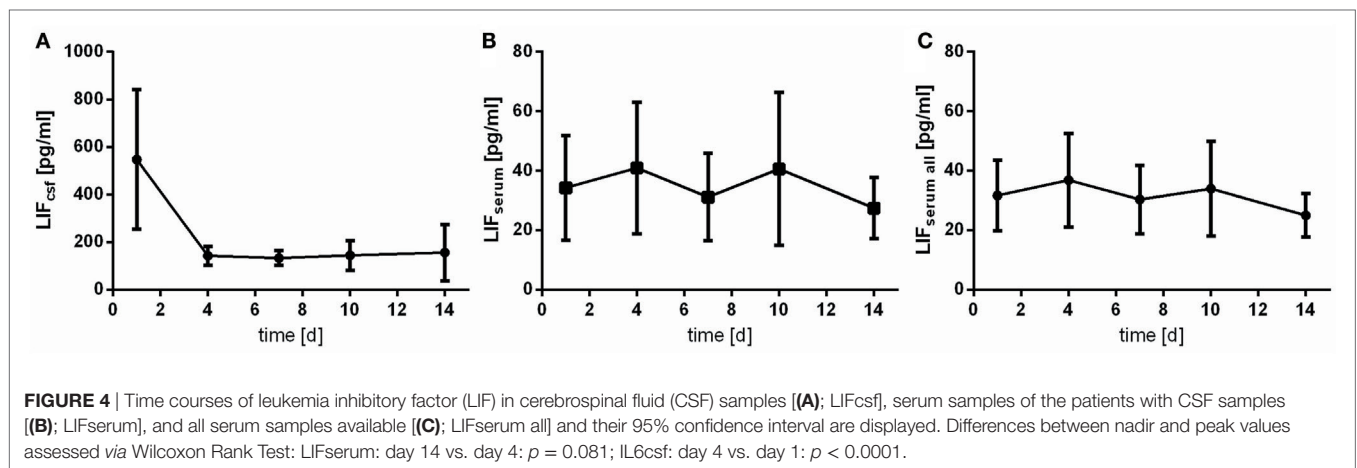 A
B
C
1000
800
600
400
200
0
LIFcsf [pg/ml]
0 2 4 6 8 10 12 14
time [d]
80
60
40
20
0
LIFserum [pg/ml]
0 2 4 6 8 10 12 14
time [d]
80
60
40
20
0
LIFserum all [pg/ml]
0 2 4 6 8 10 12 14
time [d]
FIGURE 4 | Time courses of leukemia inhibitory factor (LIF) in cerebrospinal fluid (CSF) samples [(A); LIFcsf], serum samples of the patients with CSF samples
[(B); LIFserum], and all serum samples available [(C); LIFserum all] and their 95% confidence interval are displayed. Differences between nadir and peak values
assessed via Wilcoxon Rank Test: LIFserum: day 14 vs. day 4: p = 0.081; IL6csf: day 4 vs. day 1: p < 0.0001.